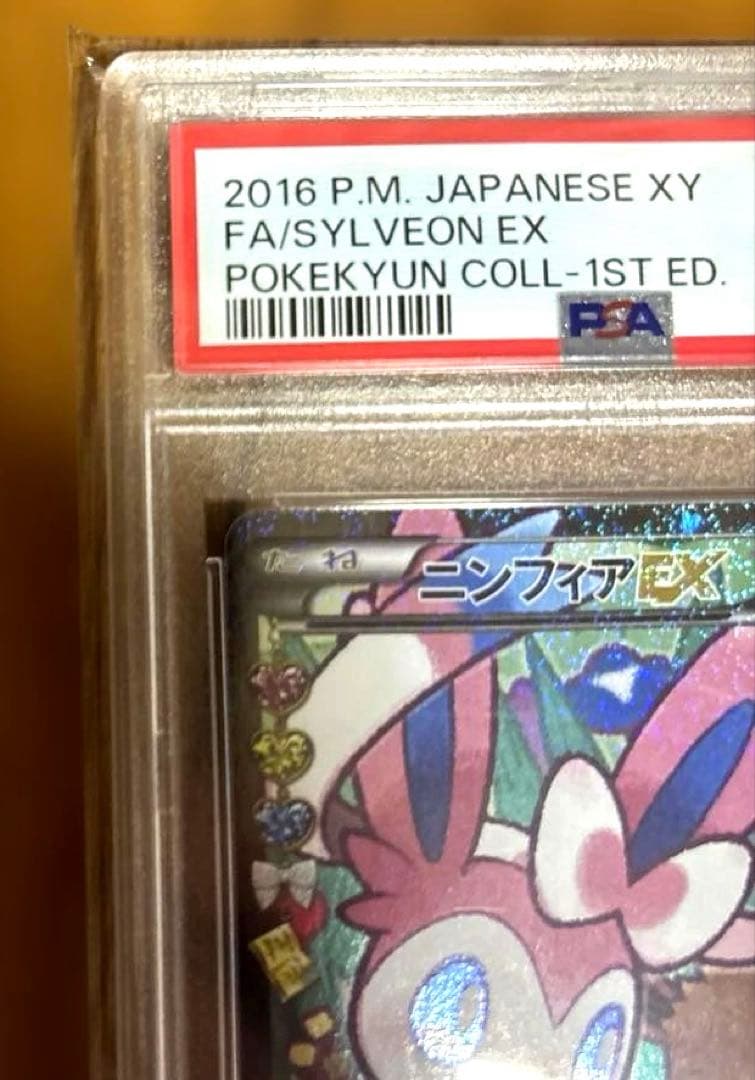 2016 P.M. JAPANESE XY
FA/SYLVEON EX
POKEKYUN COLL-1ST ED.
PSA
たね
ニンフィアEX